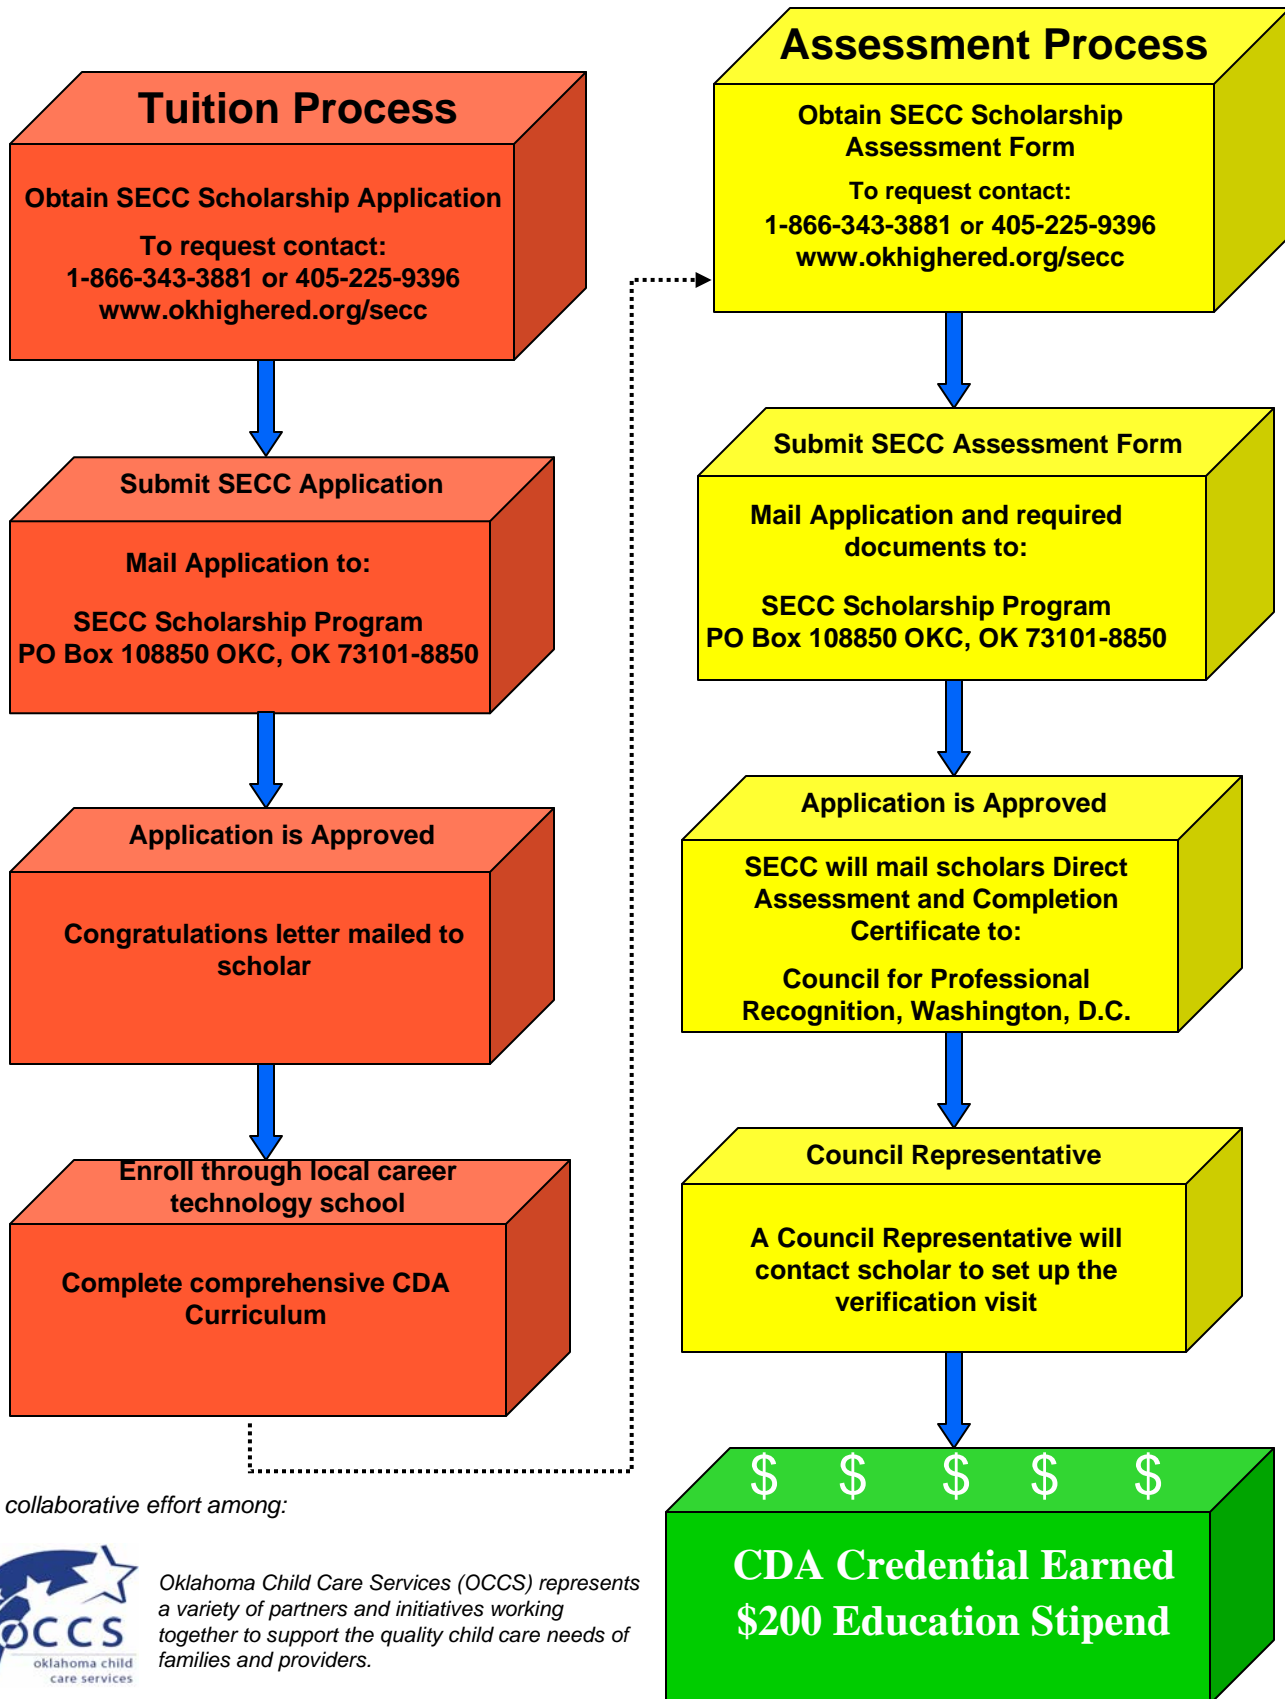 Tuition Process
Obtain SECC Scholarship Application
To request contact:
1-866-343-3881 or 405-225-9396
www.okhighered.org/secc
Submit SECC Application
Mail Application to:
SECC Scholarship Program
PO Box 108850 OKC, OK 73101-8850
Application is Approved
Congratulations letter mailed to
scholar
Enroll through local career
technology school
Complete comprehensive CDA
Curriculum
Assessment Process
Obtain SECC Scholarship
Assessment Form
To request contact:
1-866-343-3881 or 405-225-9396
www.okhighered.org/secc
Submit SECC Assessment Form
Mail Application and required
documents to:
SECC Scholarship Program
PO Box 108850 OKC, OK 73101-8850
Application is Approved
SECC will mail scholars Direct
Assessment and Completion
Certificate to:
Council for Professional
Recognition, Washington, D.C.
Council Representative
A Council Representative will
contact scholar to set up the
verification visit
$ $ $ $ $
CDA Credential Earned
$200 Education Stipend
collaborative effort among:
OCCS
oklahoma child
care services
Oklahoma Child Care Services (OCCS) represents
a variety of partners and initiatives working
together to support the quality child care needs of
families and providers.